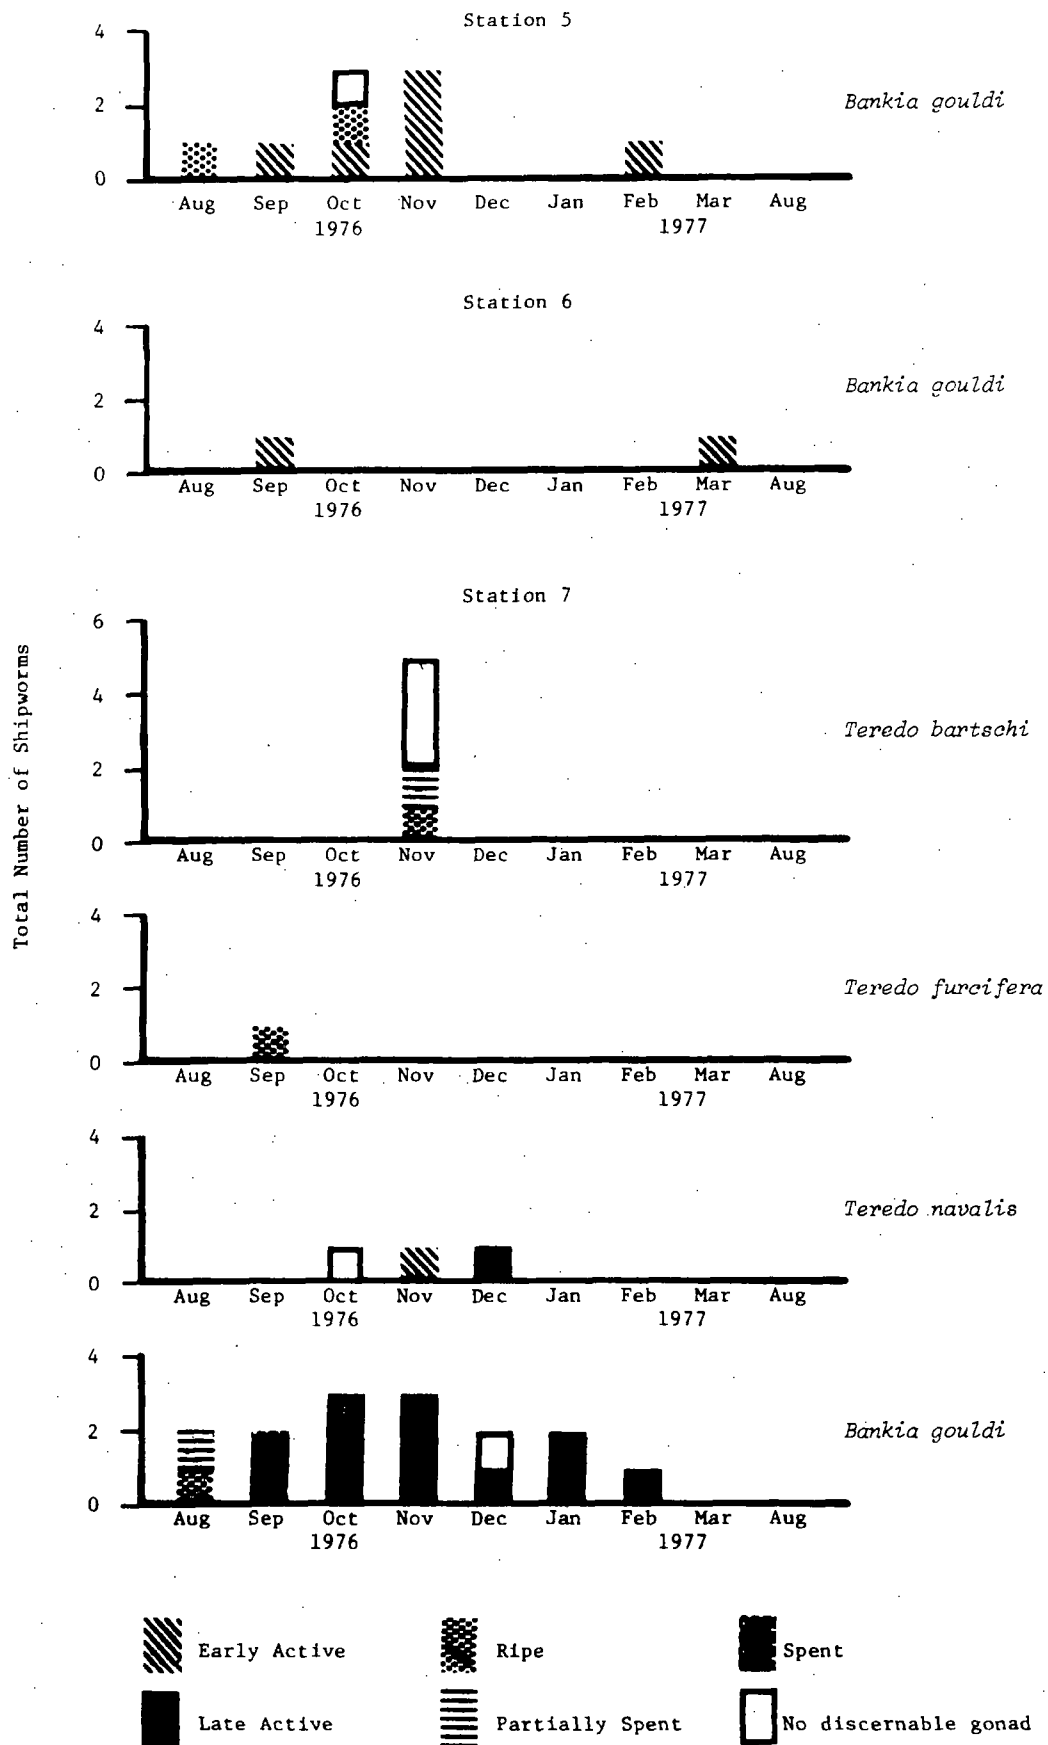 Station 5
4
2
0
Bankia gouldi
Aug Sep Oct Nov Dec Jan Feb Mar Aug
1976 1977
Station 6
4
2
0
Bankia gouldi
Aug Sep Oct Nov Dec Jan Feb Mar Aug
1976 1977
Total Number of Shipworms
Station 7
6
4
2
0
Teredo bartschi
Aug Sep Oct Nov Dec Jan Feb Mar Aug
1976 1977
4
2
0
Teredo furcifera
Aug Sep Oct Nov Dec Jan Feb Mar Aug
1976 1977
4
2
0
Teredo navalis
Aug Sep Oct Nov Dec Jan Feb Mar Aug
1976 1977
4
2
0
Bankia gouldi
Aug Sep Oct Nov Dec Jan Feb Mar Aug
1976 1977
Early Active Ripe Spent
Late Active Partially Spent No discernable gonad